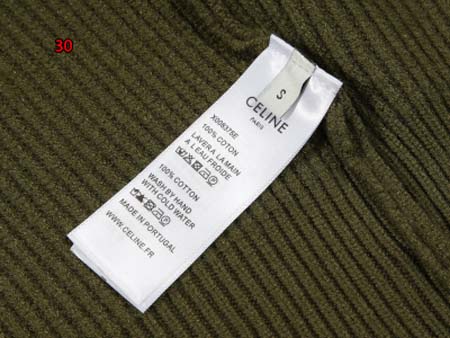 30
S
CELINE
PARIS
X006375E
100% COTON
LAVER A LA MAIN
A L'EAU FROIDE
100% COTTON
WASH BY HAND
WITH COLD WATER
MADE IN PORTUGAL
WWW.CELINE.FR